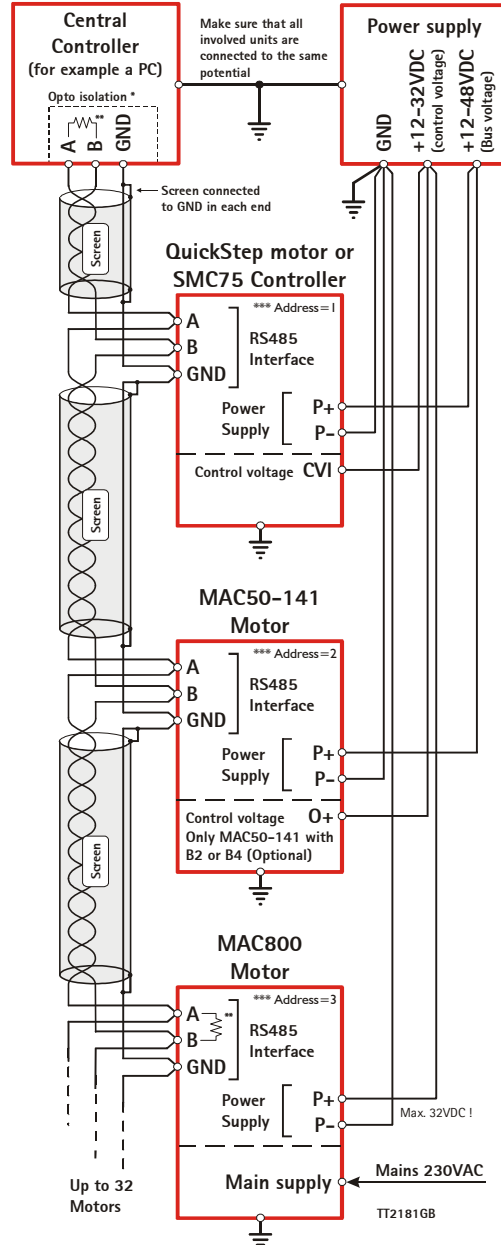 Central
Controller
(for example a PC)
Opto isolation *
**
A
B
GND
Make sure that all
involved units are
connected to the same
potential
Power supply
GND
+12-32VDC
(control voltage)
+12-48VDC
(Bus voltage)
Screen connected
to GND in each end
Screen
QuickStep motor or
SMC75 Controller
*** Address=1
A
B
GND
RS485
Interface
Power
Supply
P+
P-
Control voltage CVI
Screen
MAC50-141
Motor
*** Address=2
A
B
GND
RS485
Interface
Power
Supply
P+
P-
Control voltage O+
Only MAC50-141 with
B2 or B4 (Optional)
Screen
MAC800
Motor
*** Address=3
A
**
B
GND
RS485
Interface
Power
Supply
P+
P-
Max. 32VDC !
Main supply
Mains 230VAC
Up to 32
Motors
TT2181GB